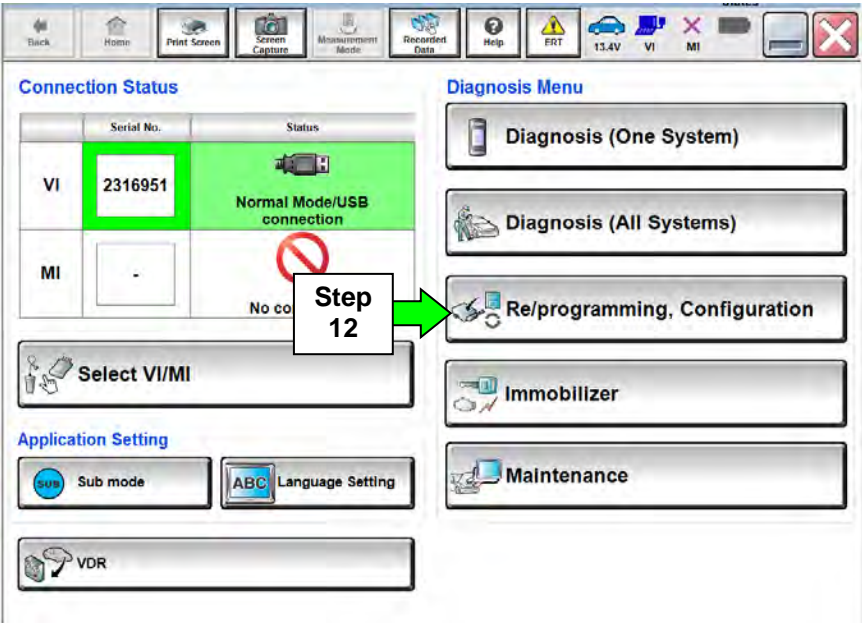 Back
Home
Print Screen
Screen
Capture
Measurement
Mode
Recorded
Data
Help
ERT
13.4V
VI
MI
Connection Status
Serial No.
Status
VI
2316951
Normal Mode/USB
connection
MI
-
No co
Step
12
Select VI/MI
Application Setting
SUB
Sub mode
ABC
Language Setting
VDR
Diagnosis Menu
Diagnosis (One System)
Diagnosis (All Systems)
Re/programming, Configuration
Immobilizer
Maintenance